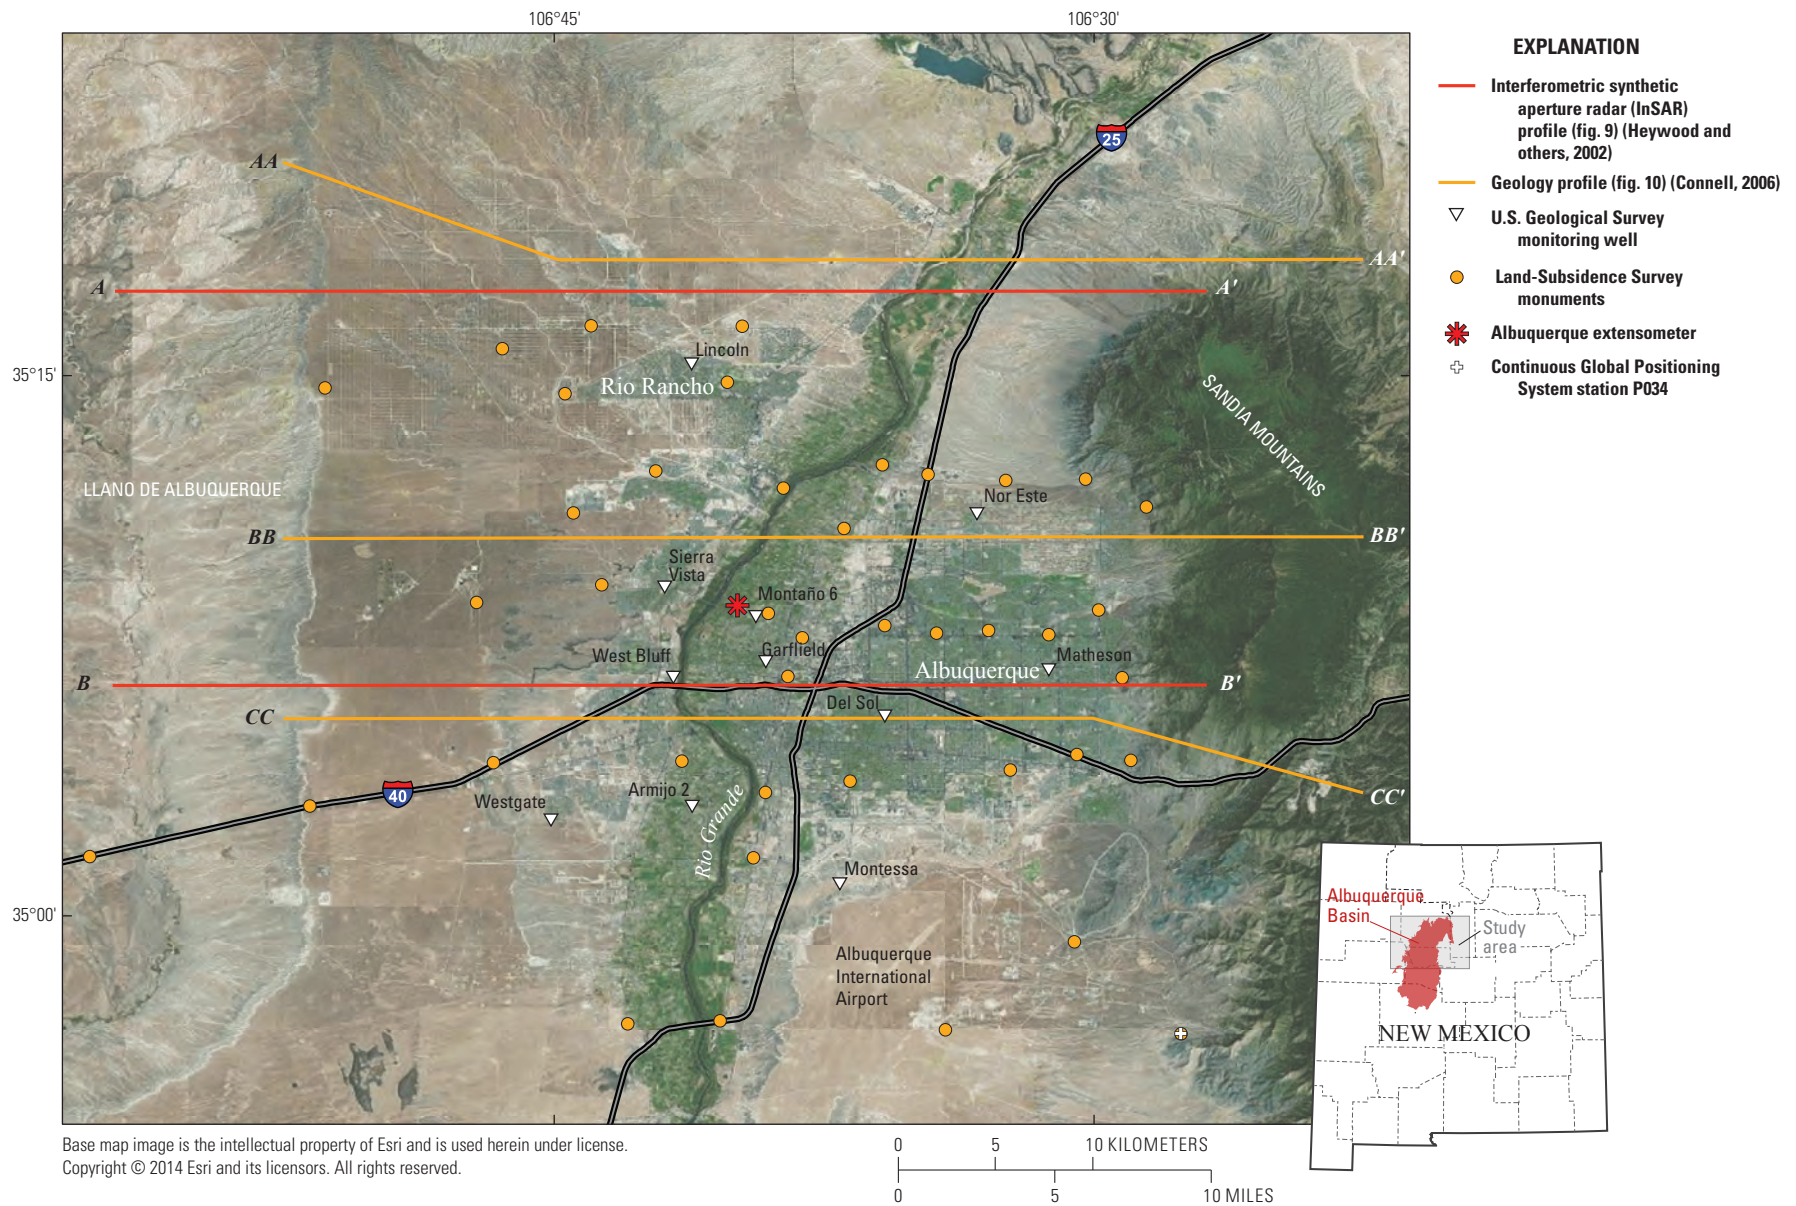 106°45'
106°30'
EXPLANATION
Interferometric synthetic
aperture radar (InSAR)
profile (fig. 9) (Heywood and
others, 2002)
Geology profile (fig. 10) (Connell, 2006)
U.S. Geological Survey
monitoring well
Land-Subsidence Survey
monuments
Albuquerque extensometer
Continuous Global Positioning
System station P034
25
AA
AA'
A
A'
35°15'
Lincoln
Rio Rancho
SANDIA MOUNTAINS
LLANO DE ALBUQUERQUE
Nor Este
BB
BB'
Sierra
Vista
Montaño 6
West Bluff
Garflield
Albuquerque
Matheson
B
B'
Del Sol
CC
CC'
40
Westgate
Armijo 2
Rio Grande
Montessa
35°00'
Albuquerque
International
Airport
Albuquerque
Basin
Study
area
NEW MEXICO
Base map image is the intellectual property of Esri and is used herein under license.
Copyright © 2014 Esri and its licensors. All rights reserved.
0 5 10 KILOMETERS
0 5 10 MILES